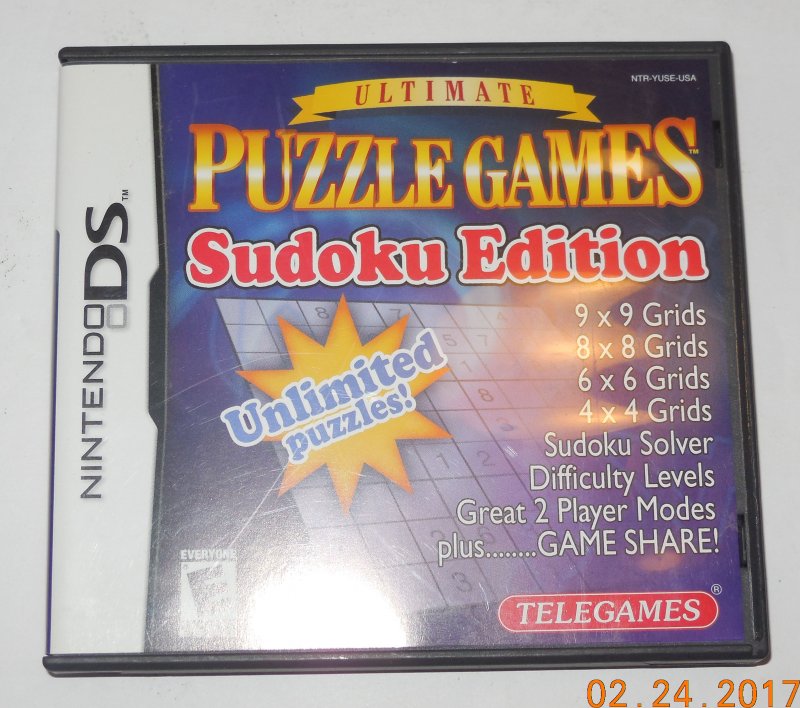 NTR-YUSE-USA
ULTIMATE
PUZZLE GAMES™
Sudoku Edition
NINTENDO DS™
Unlimited
puzzles!
9 x 9 Grids
8 x 8 Grids
6 x 6 Grids
4 x 4 Grids
Sudoku Solver
Difficulty Levels
Great 2 Player Modes
plus........GAME SHARE!
EVERYONE
E
TELEGAMES®
02.24.2017